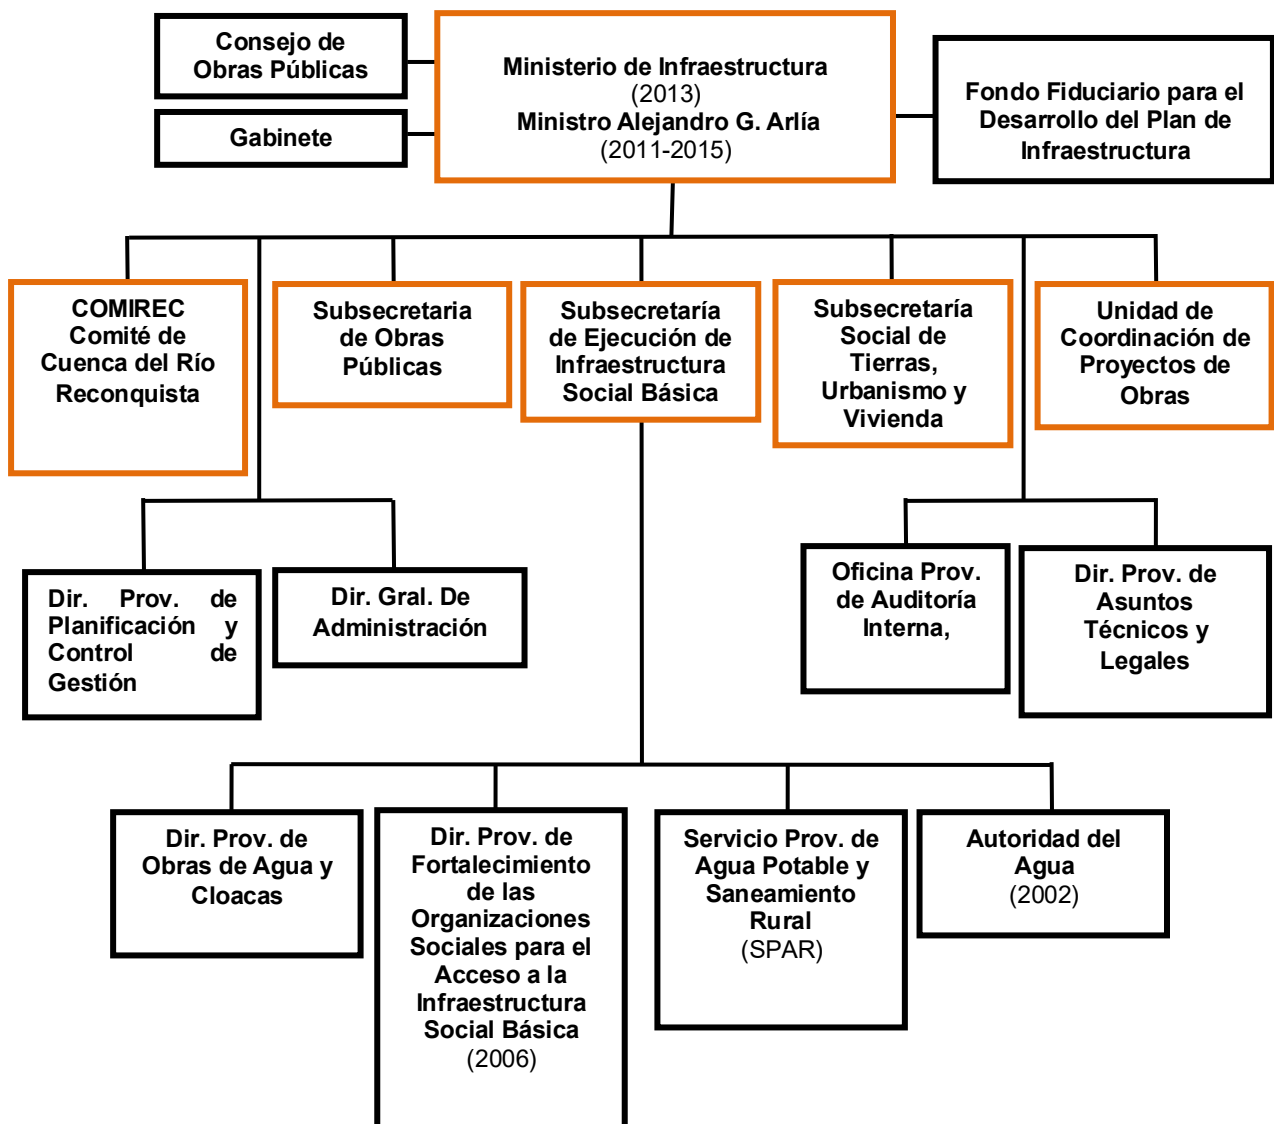 Consejo de
Obras Públicas
Gabinete
Ministerio de Infraestructura
(2013)
Ministro Alejandro G. Arlía
(2011-2015)
Fondo Fiduciario para el
Desarrollo del Plan de
Infraestructura
COMIREC
Comité de
Cuenca del Río
Reconquista
Subsecretaria
de Obras
Públicas
Subsecretaría
de Ejecución de
Infraestructura
Social Básica
Subsecretaría
Social de
Tierras,
Urbanismo y
Vivienda
Unidad de
Coordinación de
Proyectos de
Obras
Dir. Prov. de
Planificación y
Control de
Gestión
Dir. Gral. De
Administración
Oficina Prov.
de Auditoría
Interna,
Dir. Prov. de
Asuntos
Técnicos y
Legales
Dir. Prov. de
Obras de Agua y
Cloacas
Dir. Prov. de
Fortalecimiento
de las
Organizaciones
Sociales para el
Acceso a la
Infraestructura
Social Básica
(2006)
Servicio Prov. de
Agua Potable y
Saneamiento
Rural
(SPAR)
Autoridad del
Agua
(2002)